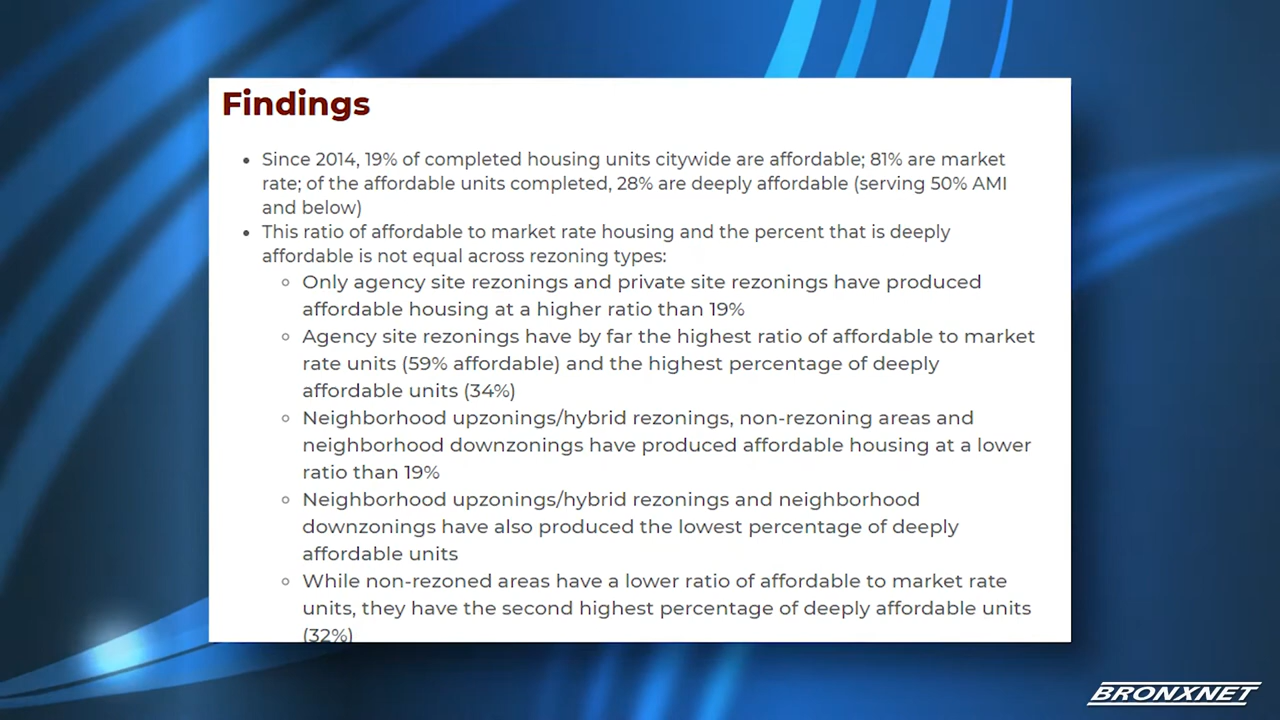 Findings
• Since 2014, 19% of completed housing units citywide are affordable; 81% are market
rate; of the affordable units completed, 28% are deeply affordable (serving 50% AMI
and below)
• This ratio of affordable to market rate housing and the percent that is deeply
affordable is not equal across rezoning types:
◦ Only agency site rezonings and private site rezonings have produced
affordable housing at a higher ratio than 19%
◦ Agency site rezonings have by far the highest ratio of affordable to market
rate units (59% affordable) and the highest percentage of deeply
affordable units (34%)
◦ Neighborhood upzonings/hybrid rezonings, non-rezoning areas and
neighborhood downzonings have produced affordable housing at a lower
ratio than 19%
◦ Neighborhood upzonings/hybrid rezonings and neighborhood
downzonings have also produced the lowest percentage of deeply
affordable units
◦ While non-rezoned areas have a lower ratio of affordable to market rate
units, they have the second highest percentage of deeply affordable units
(32%)
BRONXNET